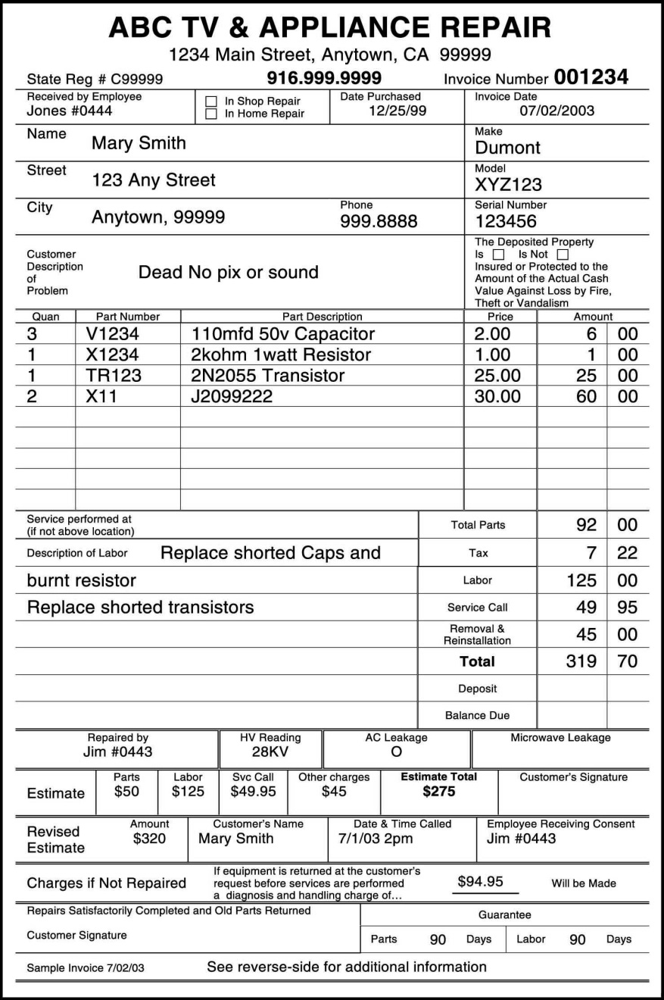 ABC TV & APPLIANCE REPAIR
1234 Main Street, Anytown, CA 99999
State Reg # C99999 916.999.9999 Invoice Number 001234
Received by Employee
Jones #0444
In Shop Repair
In Home Repair
Date Purchased
12/25/99
Invoice Date
07/02/2003
Name Mary Smith
Make
Dumont
Street 123 Any Street
Model
XYZ123
City Anytown, 99999
Phone
999.8888
Serial Number
123456
Customer
Description
of
Problem
Dead No pix or sound
The Deposited Property
Is Is Not
Insured or Protected to the
Amount of the Actual Cash
Value Against Loss by Fire,
Theft or Vandalism
Quan Part Number Part Description Price Amount
3 V1234 110mfd 50v Capacitor 2.00 6 00
1 X1234 2kohm 1watt Resistor 1.00 1 00
1 TR123 2N2055 Transistor 25.00 25 00
2 X11 J2099222 30.00 60 00
Service performed at
(if not above location)
Total Parts 92 00
Description of Labor Replace shorted Caps and
Tax 7 22
burnt resistor
Labor 125 00
Replace shorted transistors
Service Call 49 95
Removal &
Reinstallation
45 00
Total 319 70
Deposit
Balance Due
Repaired by
Jim #0443
HV Reading
28KV
AC Leakage
O
Microwave Leakage
Estimate
Parts
$50
Labor
$125
Svc Call
$49.95
Other charges
$45
Estimate Total
$275
Customer's Signature
Revised
Estimate
Amount
$320
Customer's Name
Mary Smith
Date & Time Called
7/1/03 2pm
Employee Receiving Consent
Jim #0443
Charges if Not Repaired
If equipment is returned at the customer's
request before services are performed
a diagnosis and handling charge of...
$94.95 Will be Made
Repairs Satisfactorily Completed and Old Parts Returned
Customer Signature
Guarantee
Parts 90 Days Labor 90 Days
Sample Invoice 7/02/03 See reverse-side for additional information